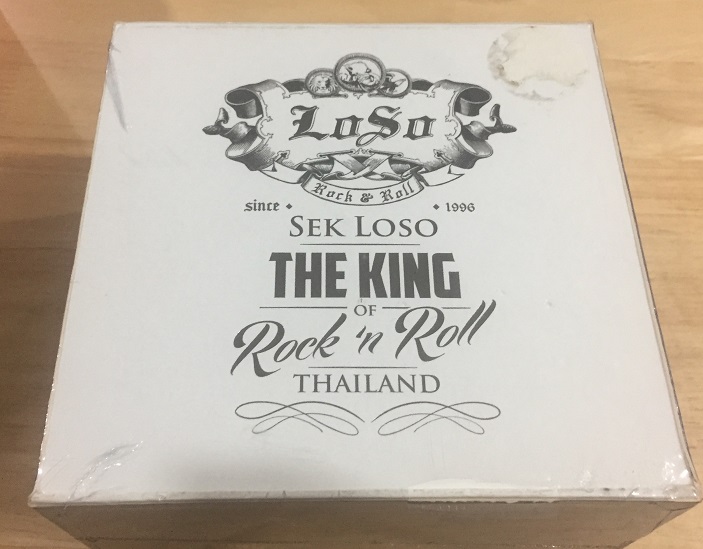 LoSo
Rock & Roll
since • • 1996
SEK LOSO
THE KING
OF
Rock 'n Roll
THAILAND